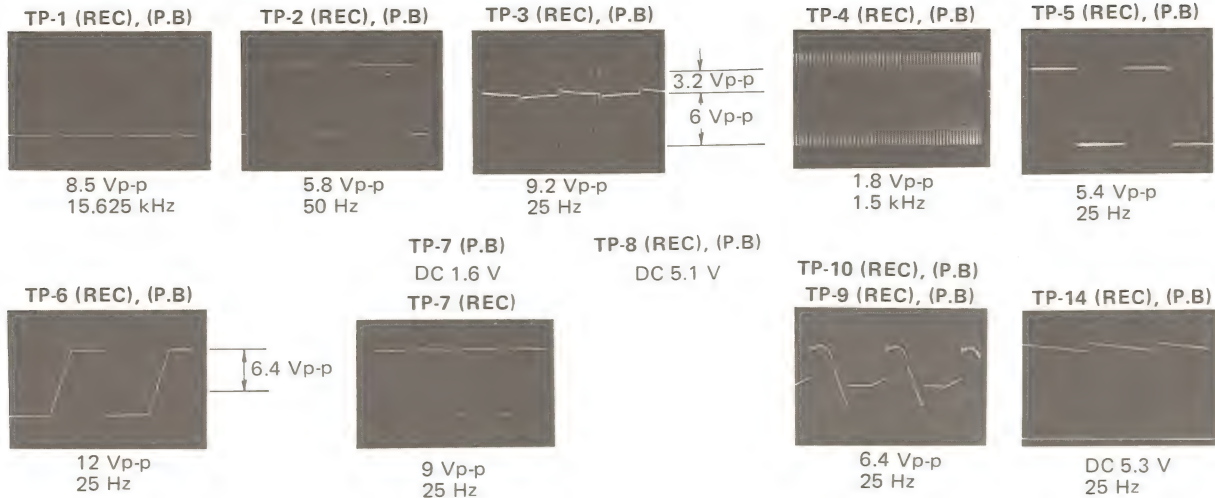 TP-1 (REC), (P.B)
TP-2 (REC), (P.B)
TP-3 (REC), (P.B)
TP-4 (REC), (P.B)
TP-5 (REC), (P.B)
3.2 Vp-p
6 Vp-p
8.5 Vp-p
15.625 kHz
5.8 Vp-p
50 Hz
9.2 Vp-p
25 Hz
1.8 Vp-p
1.5 kHz
5.4 Vp-p
25 Hz
TP-7 (P.B)
DC 1.6 V
TP-8 (REC), (P.B)
DC 5.1 V
TP-6 (REC), (P.B)
TP-7 (REC)
TP-10 (REC), (P.B)
TP-9 (REC), (P.B)
TP-14 (REC), (P.B)
6.4 Vp-p
12 Vp-p
25 Hz
9 Vp-p
25 Hz
6.4 Vp-p
25 Hz
DC 5.3 V
25 Hz